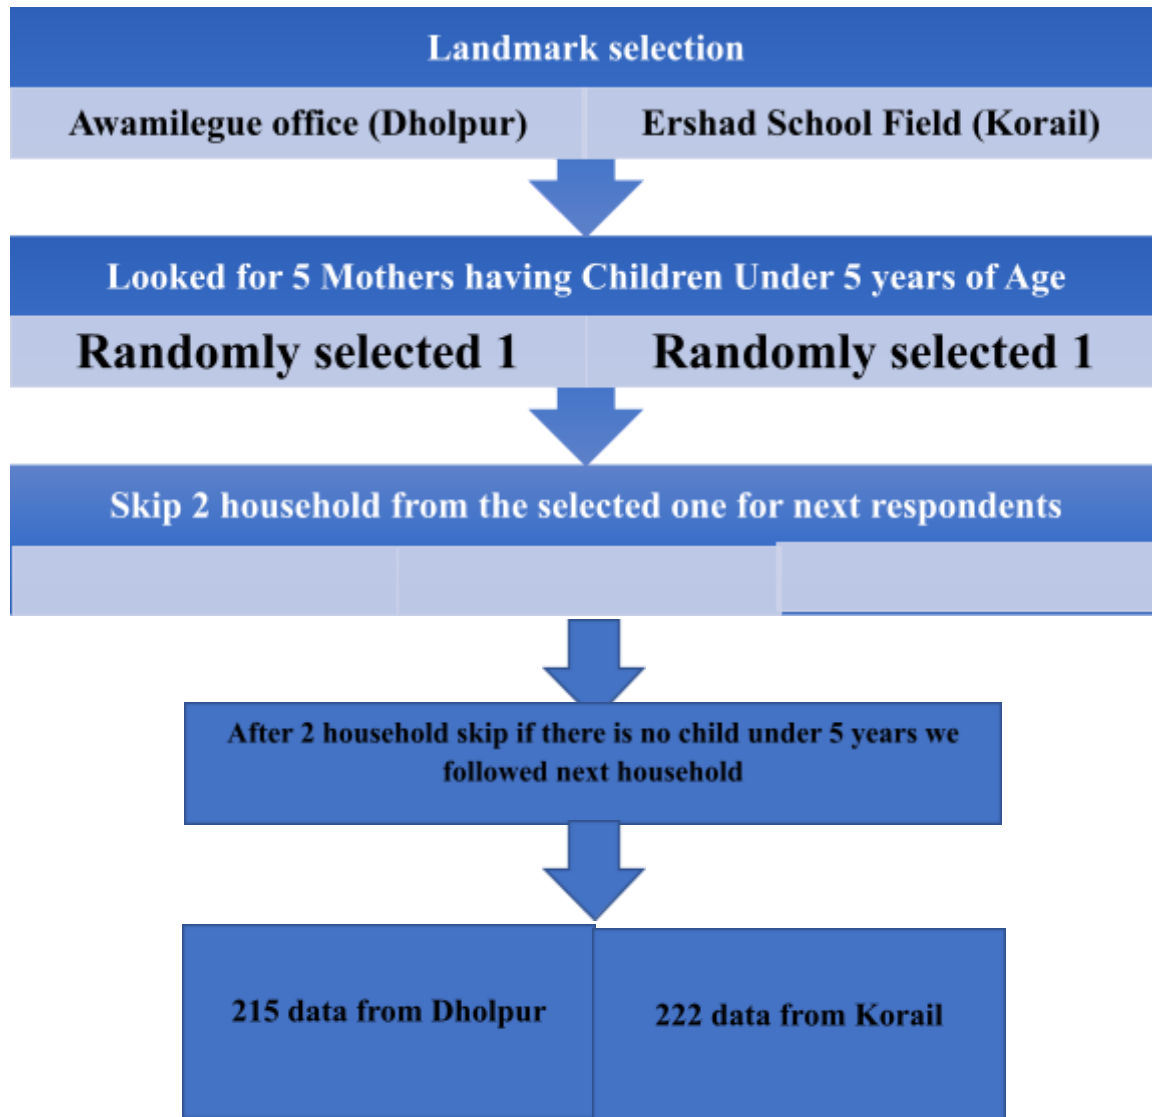 Landmark selection
Awamilegue office (Dholpur)
Ershad School Field (Korail)
Looked for 5 Mothers having Children Under 5 years of Age
Randomly selected 1
Randomly selected 1
Skip 2 household from the selected one for next respondents
After 2 household skip if there is no child under 5 years we
followed next household
215 data from Dholpur
222 data from Korail